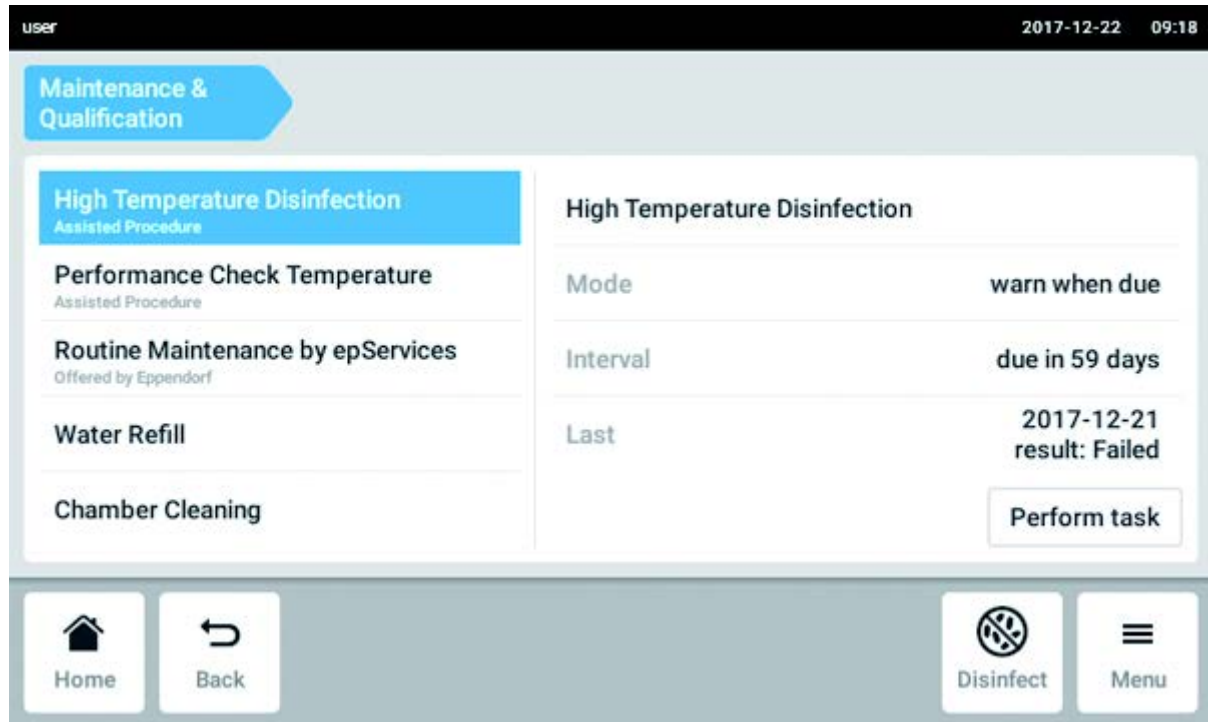 user
2017-12-22 09:18
Maintenance &
Qualification
High Temperature Disinfection
Assisted Procedure
Performance Check Temperature
Assisted Procedure
Routine Maintenance by epServices
Offered by Eppendorf
Water Refill
Chamber Cleaning
High Temperature Disinfection
Mode warn when due
Interval due in 59 days
Last 2017-12-21
result: Failed
Perform task
Home
Back
Disinfect
Menu